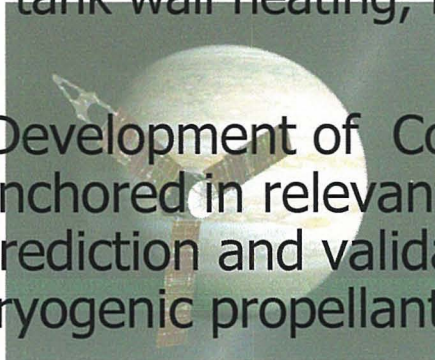 tank wall heating,
Development of Co
nchored in relevan
rediction and valida
ryogenic propellant